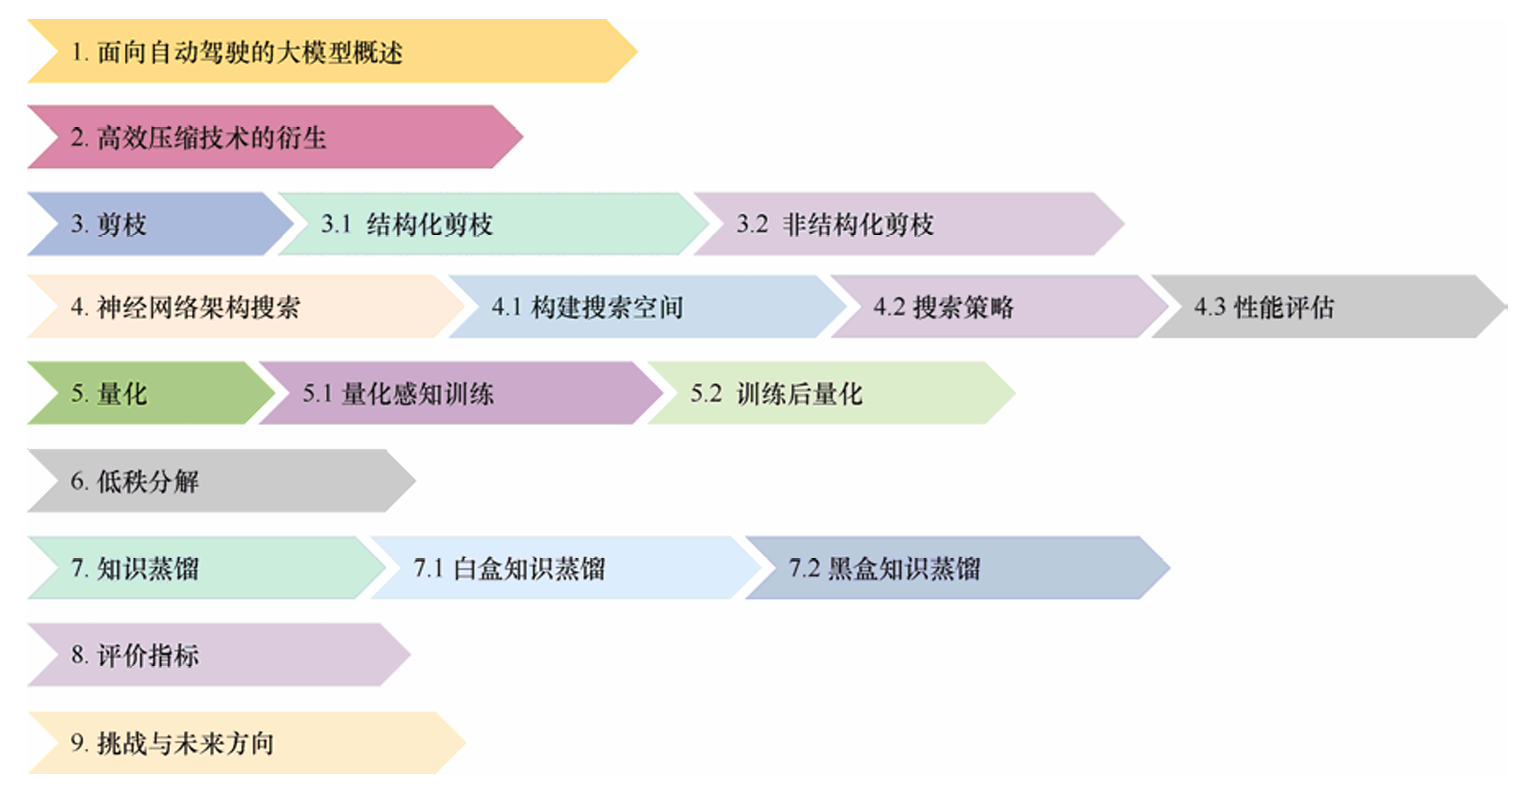 1. 面向自动驾驶的大模型概述
2. 高效压缩技术的衍生
3. 剪枝 3.1 结构化剪枝 3.2 非结构化剪枝
4. 神经网络架构搜索 4.1 构建搜索空间 4.2 搜索策略 4.3 性能评估
5. 量化 5.1 量化感知训练 5.2 训练后量化
6. 低秩分解
7. 知识蒸馏 7.1 白盒知识蒸馏 7.2 黑盒知识蒸馏
8. 评价指标
9. 挑战与未来方向